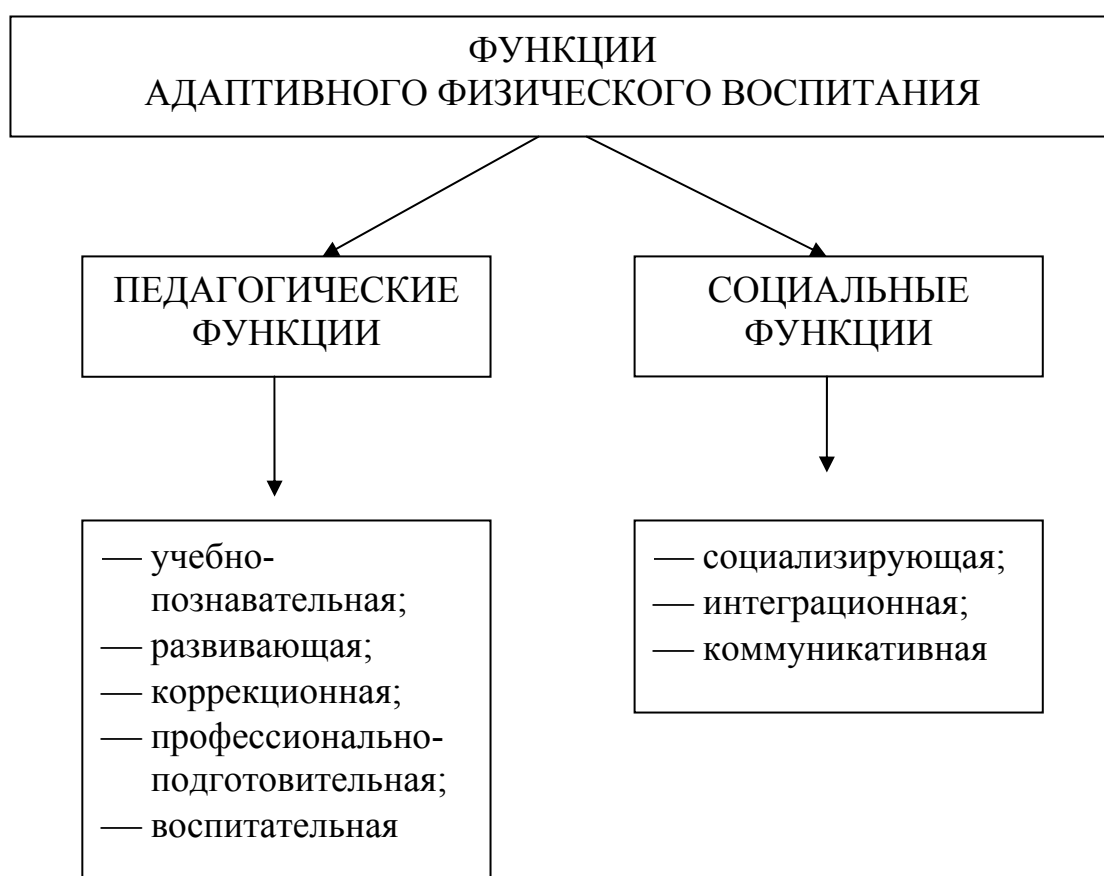 ФУНКЦИИ
АДАПТИВНОГО ФИЗИЧЕСКОГО ВОСПИТАНИЯ
ПЕДАГОГИЧЕСКИЕ
ФУНКЦИИ
СОЦИАЛЬНЫЕ
ФУНКЦИИ
— учебно-
познавательная;
— развивающая;
— коррекционная;
— профессионально-
подготовительная;
— воспитательная
— социализирующая;
— интеграционная;
— коммуникативная